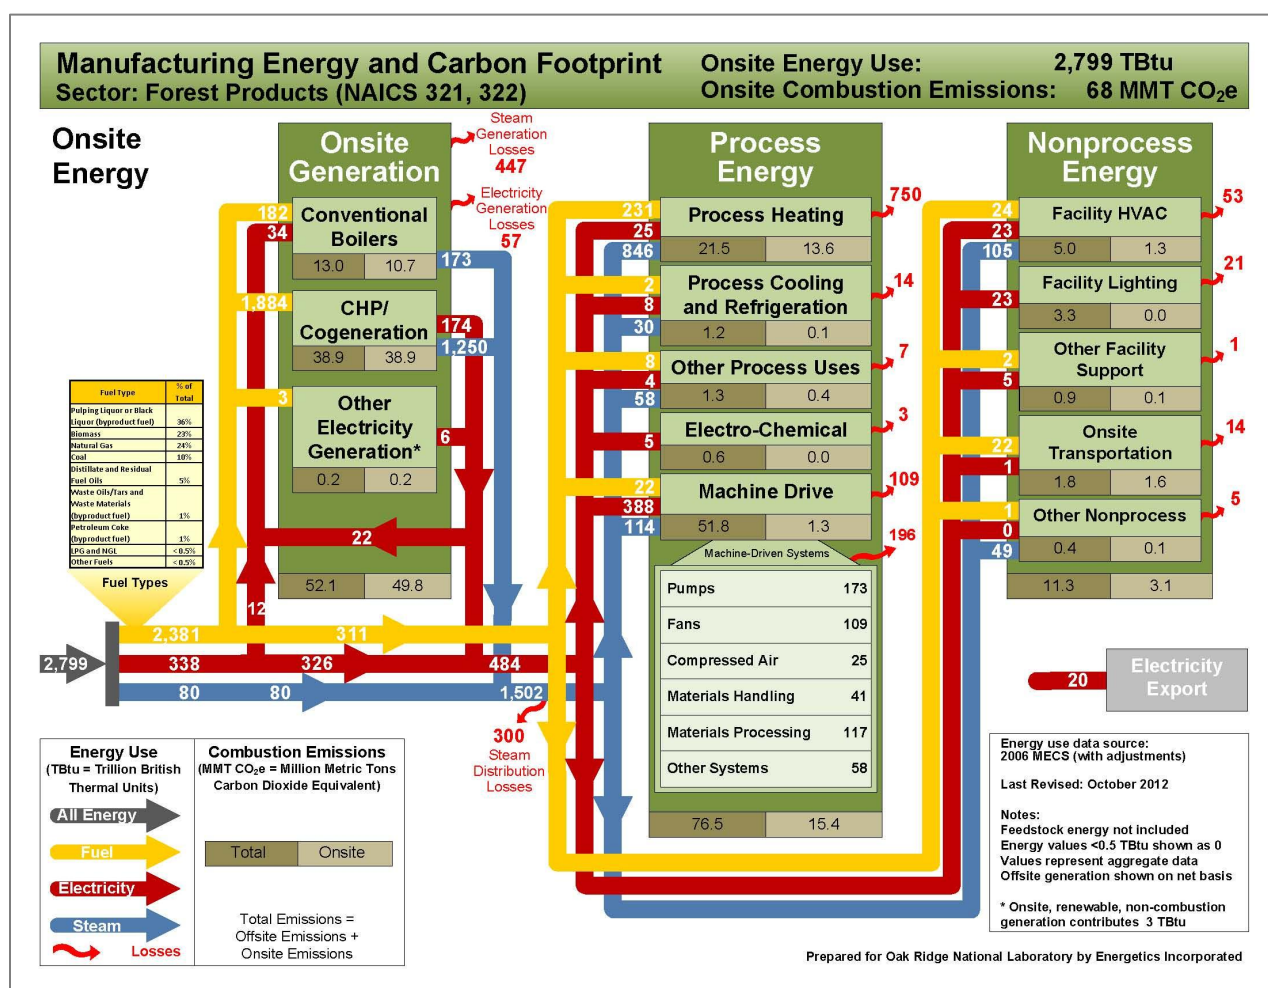 Manufacturing Energy and Carbon Footprint
Sector: Forest Products (NAICS 321, 322)
Onsite Energy Use: 2,799 TBtu
Onsite Combustion Emissions: 68 MMT CO2e
Onsite
Energy
Onsite
Generation
Steam
Generation
Losses
447
Electricity
Generation
Losses
57
182
34
Conventional
Boilers
13.0 10.7
173
1,884
CHP/
Cogeneration
38.9 38.9
174
1,250
3
Other
Electricity
Generation*
0.2 0.2
6
22
52.1 49.8
12
Fuel Type % of
Total
Pulping Liquor or Black
Liquor (byproduct fuel) 36%
Biomass 23%
Natural Gas 24%
Coal 10%
Distillate and Residual
Fuel Oils 5%
Waste Oils/Tars and
Waste Materials
(byproduct fuel) 1%
Petroleum Coke
(byproduct fuel) 1%
LPG and NGL < 0.5%
Other Fuels < 0.5%
Fuel Types
2,799
2,381 311
338 326 484
80 80 1,502
300
Steam
Distribution
Losses
Process
Energy
750
231
25
846
Process Heating
21.5 13.6
2
8
30
Process Cooling
and Refrigeration
1.2 0.1
14
8
4
58
Other Process Uses
1.3 0.4
7
5
Electro-Chemical
0.6 0.0
3
22
388
114
Machine Drive
51.8 1.3
109
Machine-Driven Systems
196
Pumps 173
Fans 109
Compressed Air 25
Materials Handling 41
Materials Processing 117
Other Systems 58
76.5 15.4
Nonprocess
Energy
53
24
23
105
Facility HVAC
5.0 1.3
23
Facility Lighting
3.3 0.0
21
2
5
Other Facility
Support
0.9 0.1
1
22
1
Onsite
Transportation
1.8 1.6
14
1
0
49
Other Nonprocess
0.4 0.1
5
11.3 3.1
20
Electricity
Export
Energy Use
(TBtu = Trillion British
Thermal Units)
All Energy
Fuel
Electricity
Steam
Losses
Combustion Emissions
(MMT CO2e = Million Metric Tons
Carbon Dioxide Equivalent)
Total Onsite
Total Emissions =
Offsite Emissions +
Onsite Emissions
Energy use data source:
2006 MECS (with adjustments)
Last Revised: October 2012
Notes:
Feedstock energy not included
Energy values <0.5 TBtu shown as 0
Values represent aggregate data
Offsite generation shown on net basis
* Onsite, renewable, non-combustion
generation contributes 3 TBtu
Prepared for Oak Ridge National Laboratory by Energetics Incorporated